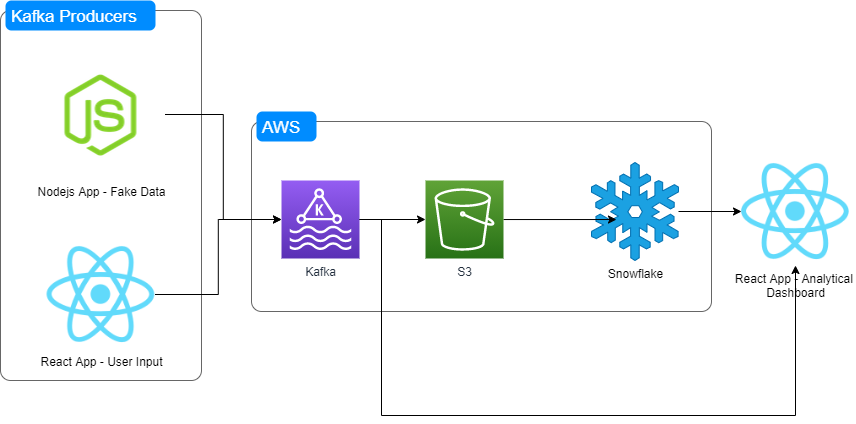 Kafka Producers
JS
Nodejs App - Fake Data
React App - User Input
AWS
K
Kafka
S3
Snowflake
React App - Analytical
Dashboard